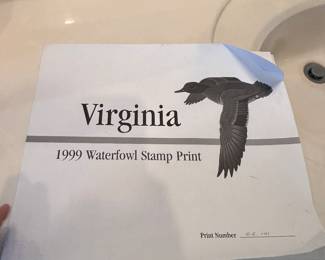 Virginia
1999 Waterfowl Stamp Print
Print Number